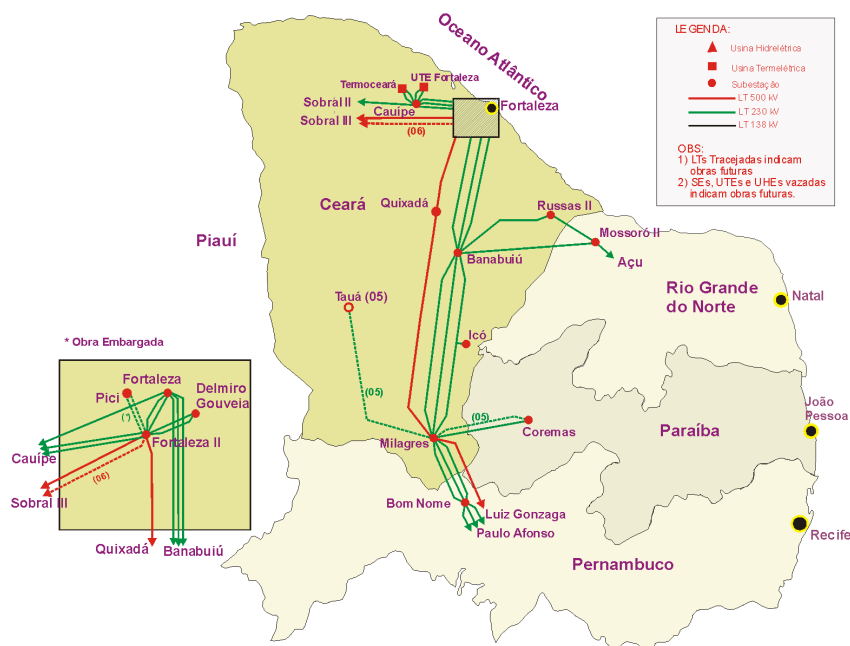 Oceano Atlântico
LEGENDA:
Usina Hidrelétrica
Usina Termelétrica
Subestação
LT 500 kV
LT 230 kV
LT 138 kV
OBS:
1) LTs Tracejadas indicam
obras futuras
2) SEs, UTEs e UHEs vazadas
indicam obras futuras.
UTE Fortaleza
Termoceará
Sobral II
Cauípe
Fortaleza
Sobral III
(06)
Ceará
Quixadá
Russas II
Piauí
Mossoró II
Banabuiú
Açu
Rio Grande
do Norte
Natal
Tauá (05)
Icó
* Obra Embargada
Fortaleza
Delmiro
Gouveia
Pici
(*)
(05)
Fortaleza II
Cauípe
(06)
Sobral III
Quixadá
Banabuiú
João
Pessoa
(05)
Coremas
Paraíba
Milagres
Bom Nome
Luiz Gonzaga
Paulo Afonso
Recife
Pernambuco